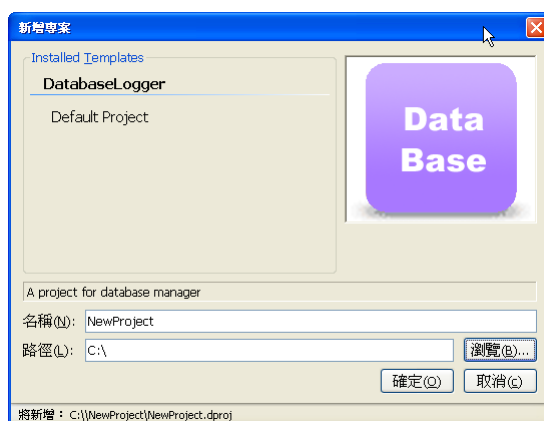 新增專案
Installed Templates
DatabaseLogger
Default Project
Data
Base
A project for database manager
名稱(N): NewProject
路徑(L): C:\ 瀏覽(B)...
確定(O) 取消(C)
將新增： C:\\NewProject\NewProject.dproj